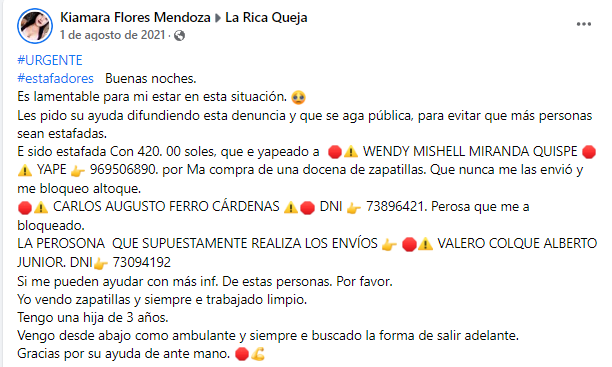 Kiamara Flores Mendoza ▸ La Rica Queja
1 de agosto de 2021 ·
#URGENTE
#estafadores Buenas noches.
Es lamentable para mi estar en esta situación. 🥺
Les pido su ayuda difundiendo esta denuncia y que se aga pública, para evitar que más personas
sean estafadas.
E sido estafada Con 420. 00 soles, que e yapeado a 🛑⚠️ WENDY MISHELL MIRANDA QUISPE 🛑
⚠️ YAPE 👉 969506890. por Ma compra de una docena de zapatillas. Que nunca me las envió y
me bloqueo altoque.
🛑⚠️ CARLOS AUGUSTO FERRO CÁRDENAS ⚠️🛑 DNI 👉 73896421. Perosa que me a
bloqueado.
LA PEROSONA QUE SUPUESTAMENTE REALIZA LOS ENVÍOS 👉 🛑⚠️ VALERO COLQUE ALBERTO
JUNIOR. DNI👉 73094192
Si me pueden ayudar con más inf. De estas personas. Por favor.
Yo vendo zapatillas y siempre e trabajado limpio.
Tengo una hija de 3 años.
Vengo desde abajo como ambulante y siempre e buscado la forma de salir adelante.
Gracias por su ayuda de ante mano. 🛑💪